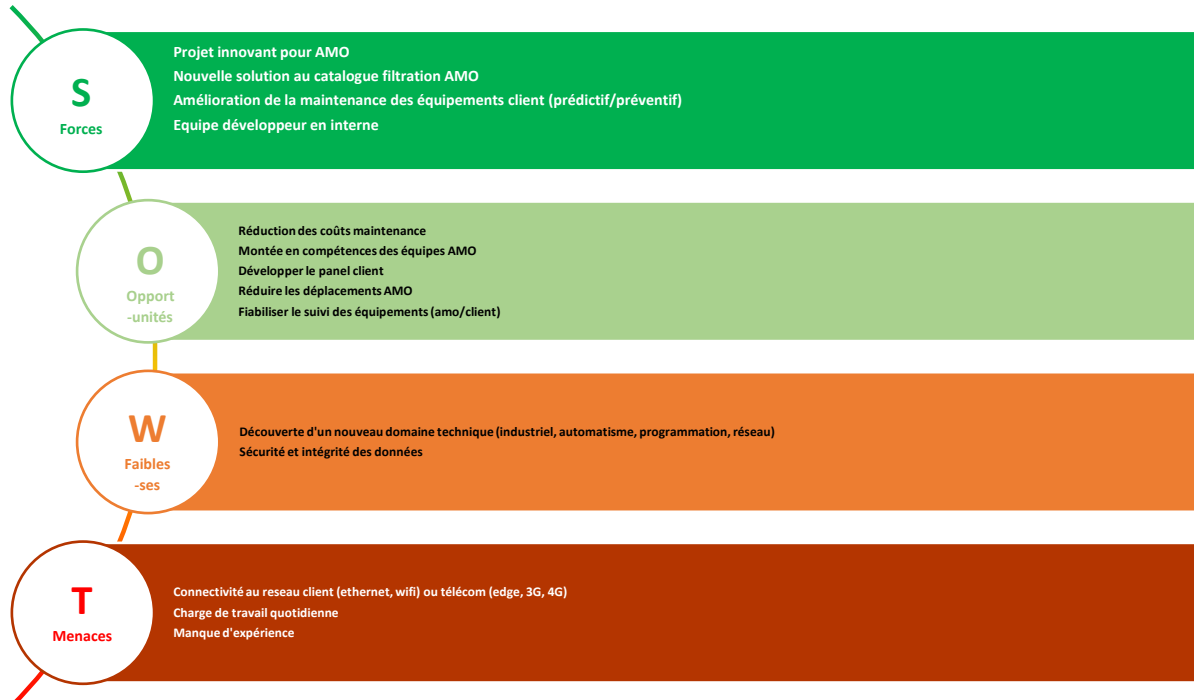 S
Forces
Projet innovant pour AMO
Nouvelle solution au catalogue filtration AMO
Amélioration de la maintenance des équipements client (prédictif/préventif)
Equipe développeur en interne
O
Opport
-unités
Réduction des coûts maintenance
Montée en compétences des équipes AMO
Développer le panel client
Réduire les déplacements AMO
Fiabiliser le suivi des équipements (amo/client)
W
Faibles
-ses
Découverte d'un nouveau domaine technique (industriel, automatisme, programmation, réseau)
Sécurité et intégrité des données
T
Menaces
Connectivité au reseau client (ethernet, wifi) ou télécom (edge, 3G, 4G)
Charge de travail quotidienne
Manque d'expérience